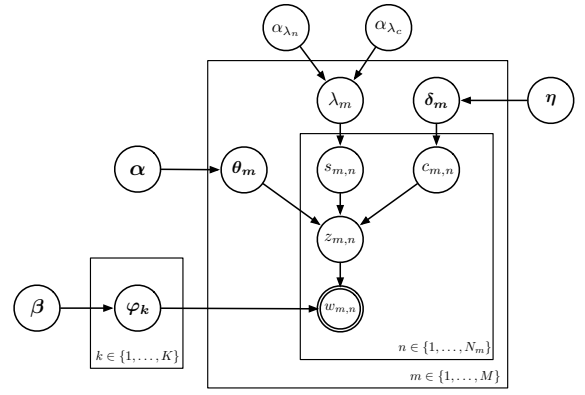 α_{λ_n} α_{λ_c}
λ_m δ_m η
α θ_m s_{m,n} c_{m,n}
z_{m,n}
β φ_k w_{m,n}
n ∈ {1, . . . , N_m}
k ∈ {1, . . . , K}
m ∈ {1, . . . , M}